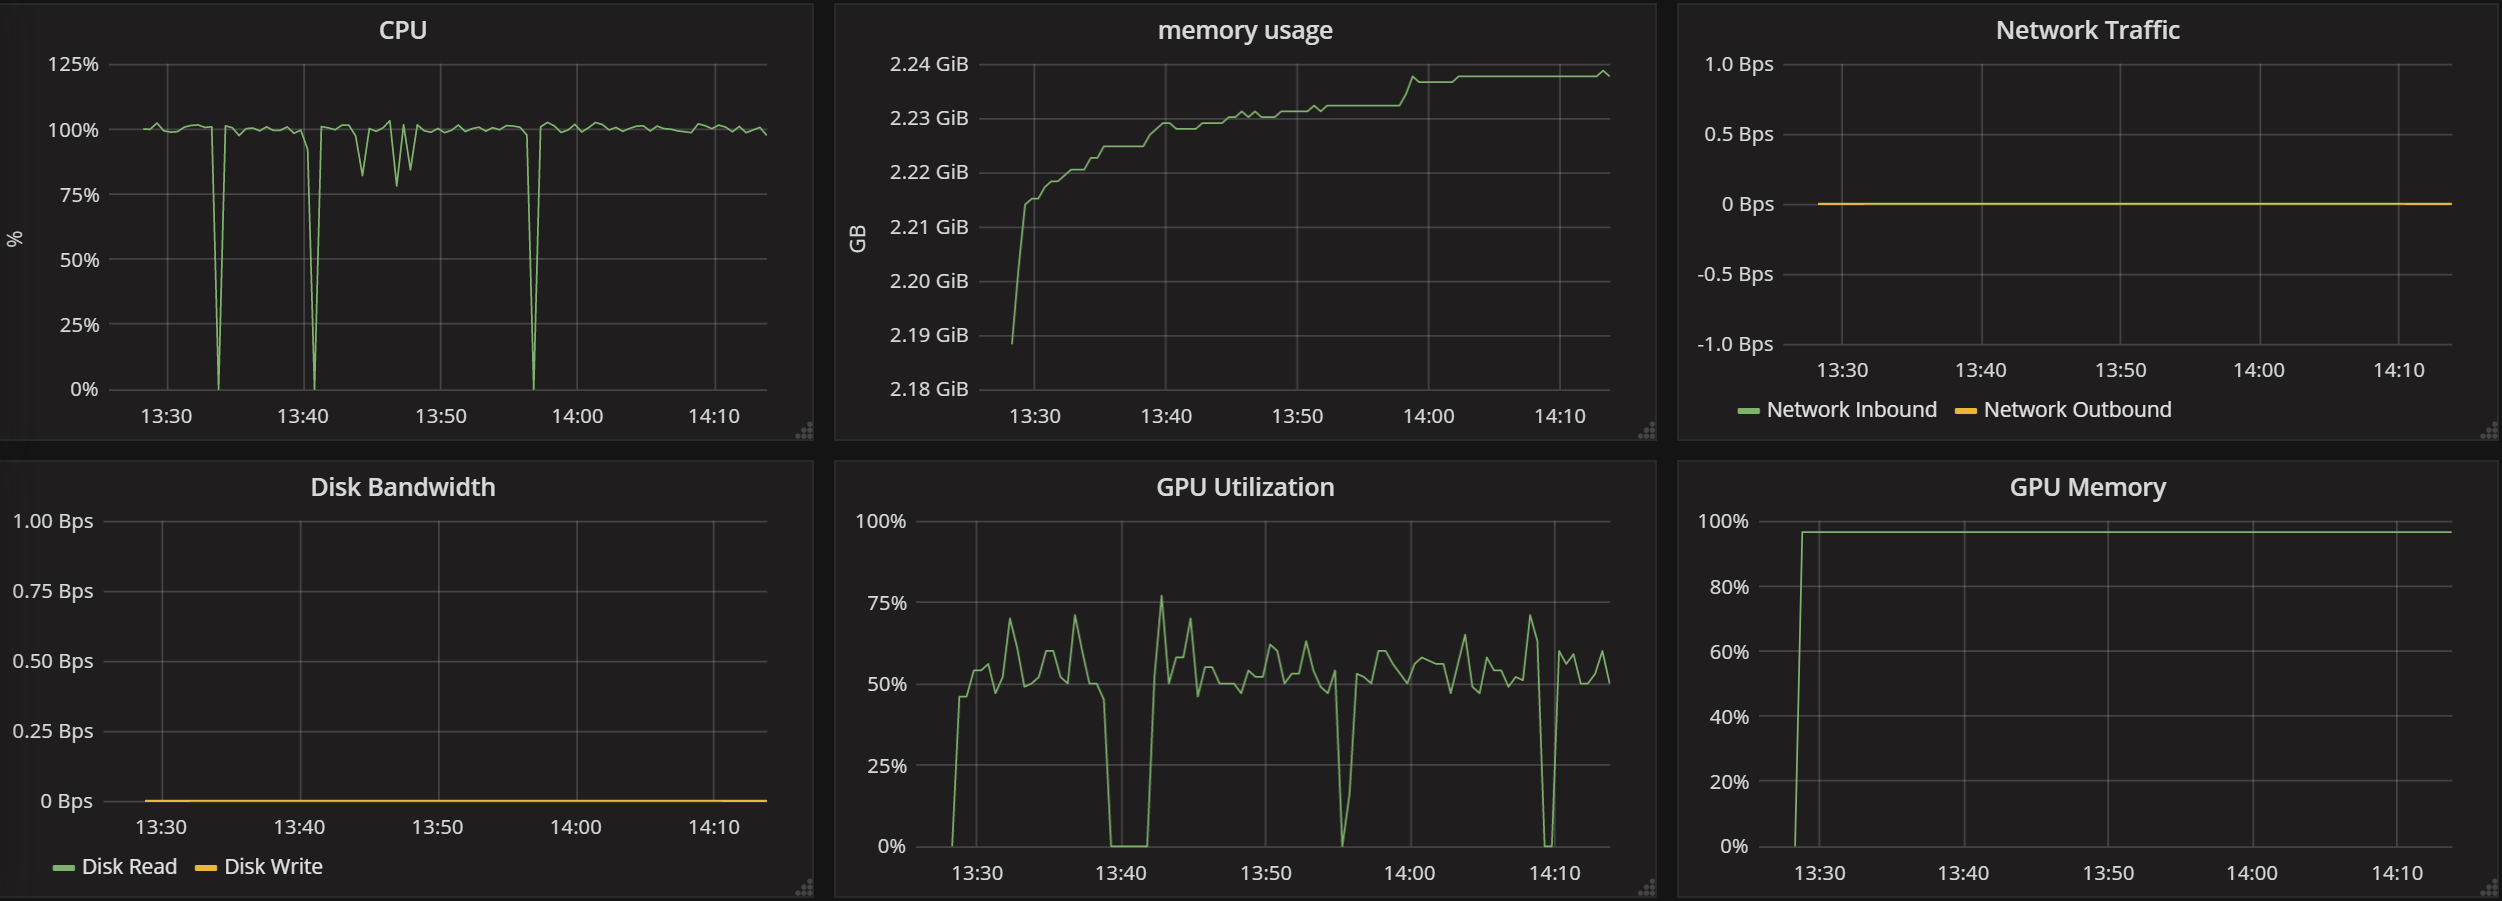 CPU
125%
100%
75%
50%
25%
0%
%
13:30 13:40 13:50 14:00 14:10
memory usage
2.24 GiB
2.23 GiB
2.22 GiB
2.21 GiB
2.20 GiB
2.19 GiB
2.18 GiB
GB
13:30 13:40 13:50 14:00 14:10
Network Traffic
1.0 Bps
0.5 Bps
0 Bps
-0.5 Bps
-1.0 Bps
13:30 13:40 13:50 14:00 14:10
Network Inbound Network Outbound
Disk Bandwidth
1.00 Bps
0.75 Bps
0.50 Bps
0.25 Bps
0 Bps
13:30 13:40 13:50 14:00 14:10
Disk Read Disk Write
GPU Utilization
100%
75%
50%
25%
0%
13:30 13:40 13:50 14:00 14:10
GPU Memory
100%
80%
60%
40%
20%
0%
13:30 13:40 13:50 14:00 14:10